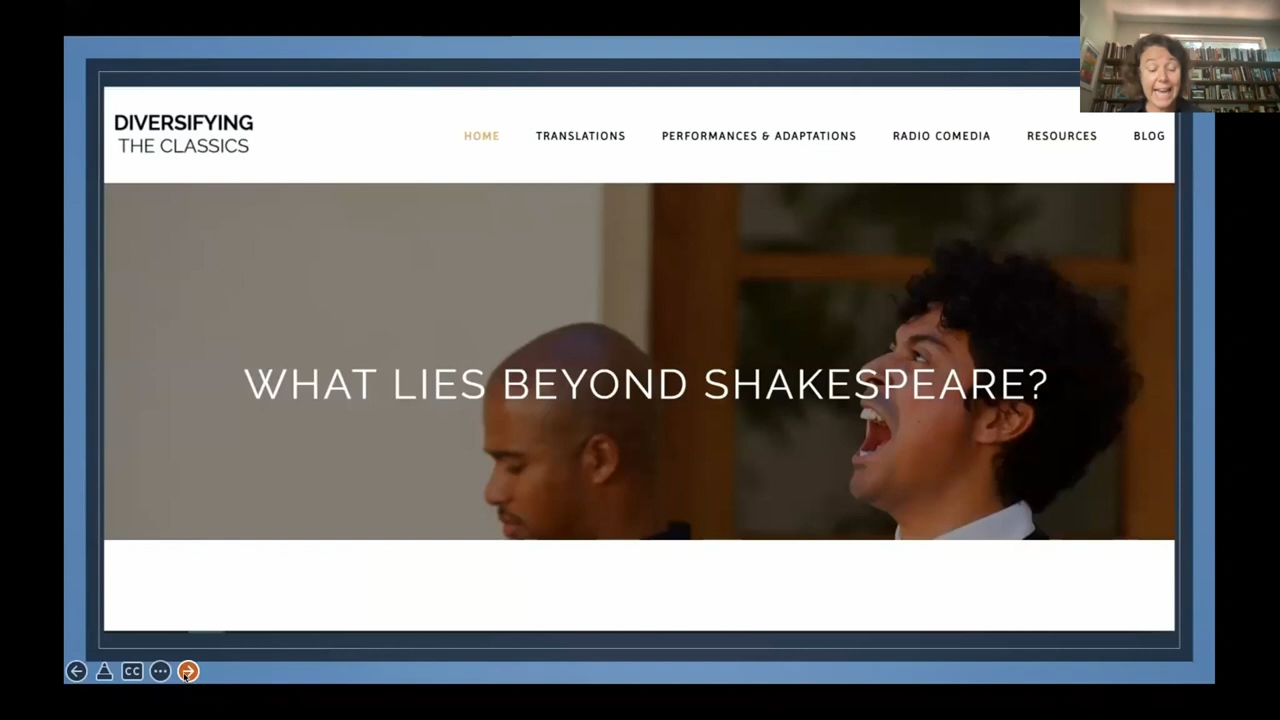 DIVERSIFYING
THE CLASSICS
HOME TRANSLATIONS PERFORMANCES & ADAPTATIONS RADIO COMEDIA RESOURCES BLOG
WHAT LIES BEYOND SHAKESPEARE?
CC